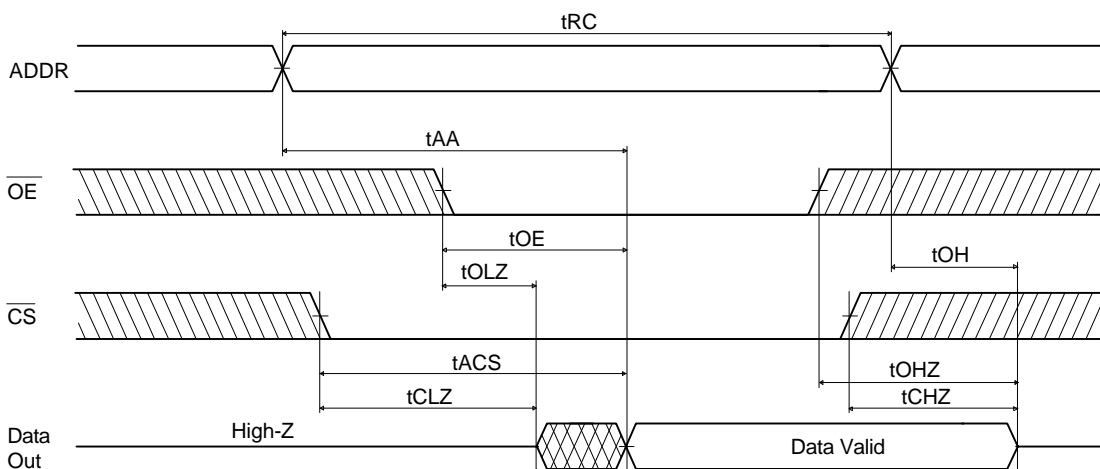 tRC
ADDR
tAA
OE
tOE
tOLZ
tOH
CS
tACS
tOHZ
tCLZ
tCHZ
High-Z
Data
Out
Data Valid